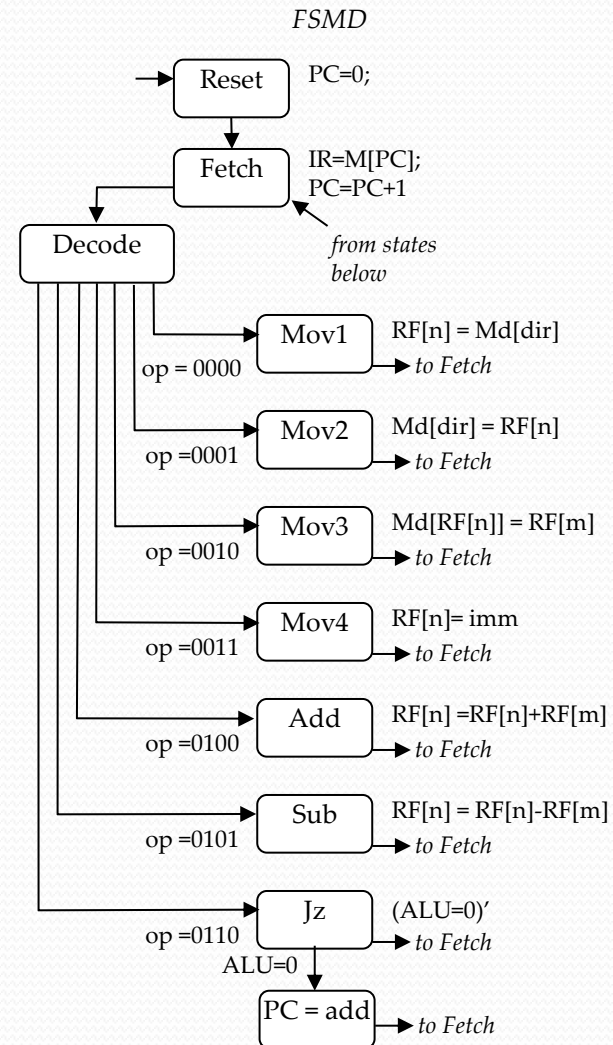 FSMD
Reset
PC=0;
Fetch
IR=M[PC];
PC=PC+1
from states
below
Decode
Mov1
RF[n] = Md[dir]
op = 0000
to Fetch
Mov2
Md[dir] = RF[n]
op =0001
to Fetch
Mov3
Md[RF[n]] = RF[m]
op =0010
to Fetch
Mov4
RF[n]= imm
op =0011
to Fetch
Add
RF[n] =RF[n]+RF[m]
op =0100
to Fetch
Sub
RF[n] = RF[n]-RF[m]
op =0101
to Fetch
Jz
(ALU=0)’
op =0110
to Fetch
ALU=0
PC = add
to Fetch